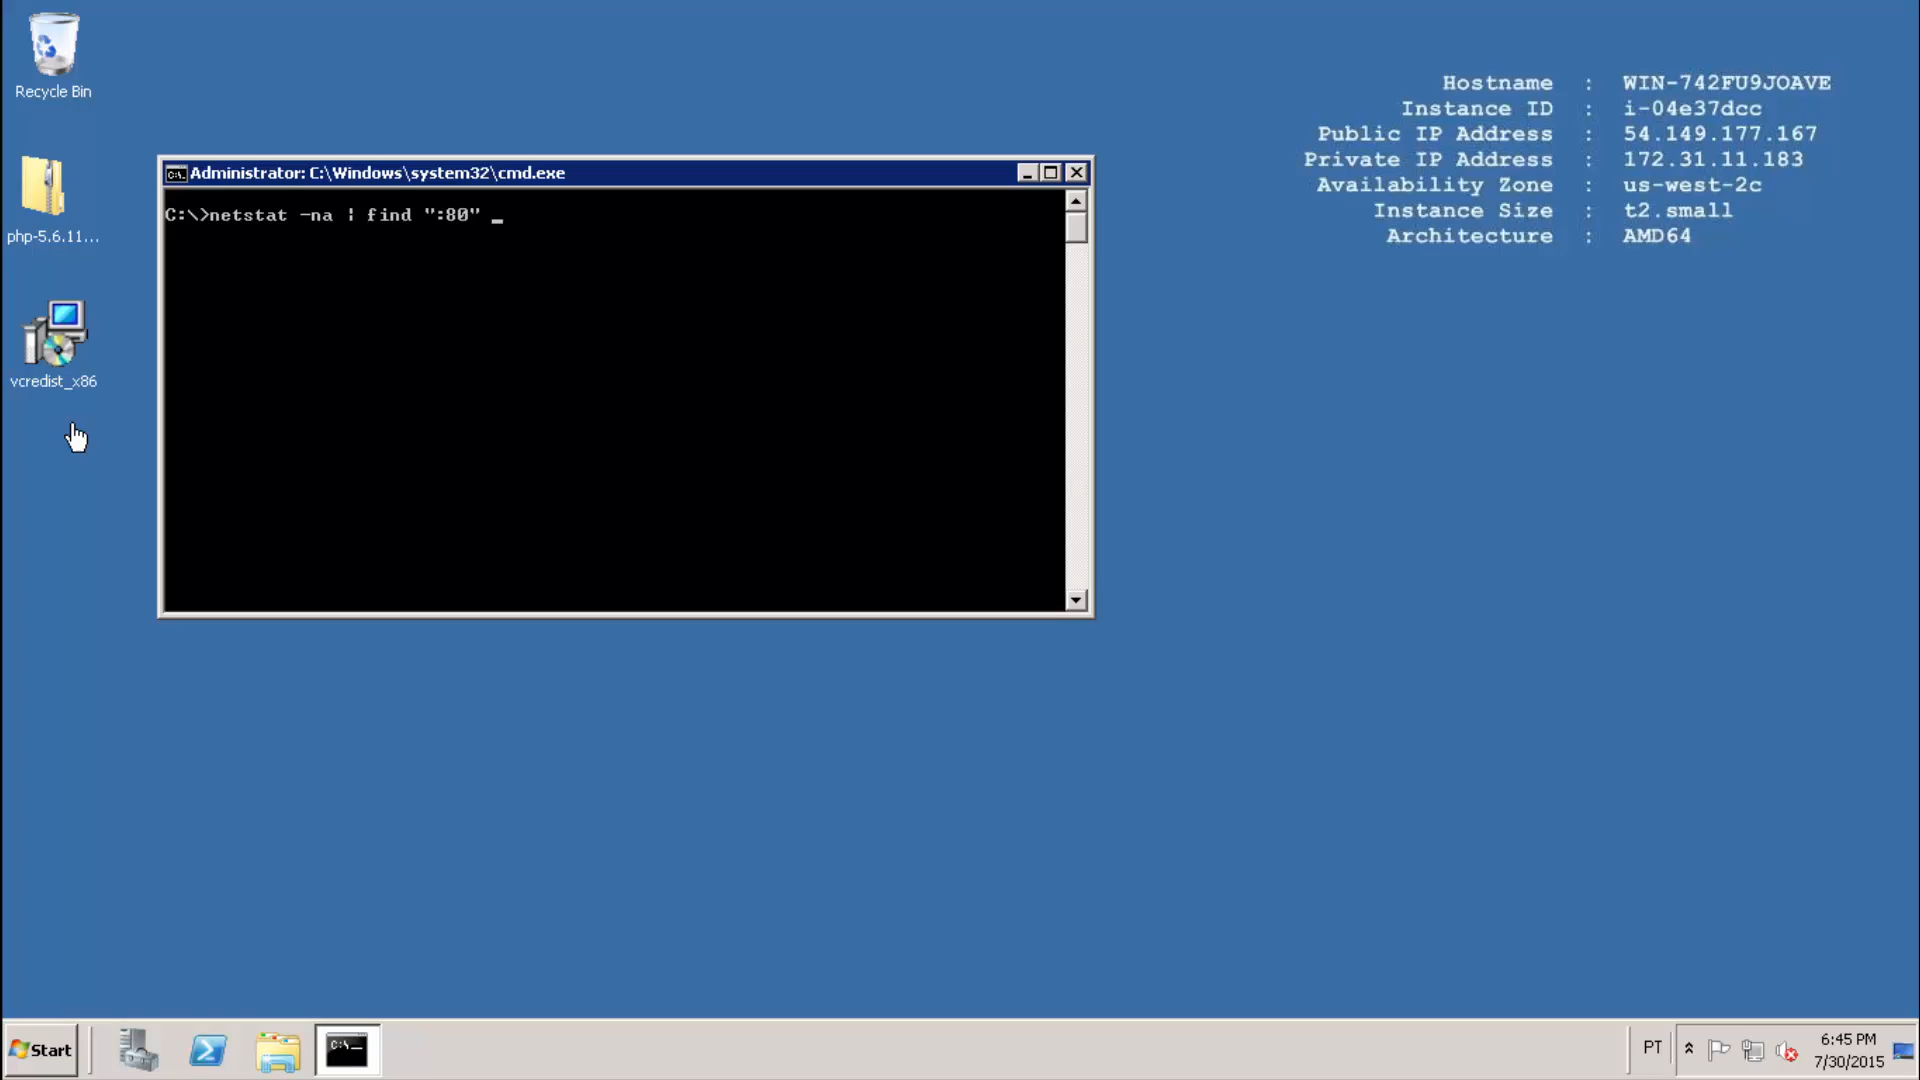 Recycle Bin
php-5.6.11...
vcredist_x86
Administrator: C:\Windows\system32\cmd.exe
C:\>netstat -na | find ":80" _
Hostname : WIN-742FU9JOAVE
Instance ID : i-04e37dcc
Public IP Address : 54.149.177.167
Private IP Address : 172.31.11.183
Availability Zone : us-west-2c
Instance Size : t2.small
Architecture : AMD64
Start
PT
6:45 PM
7/30/2015